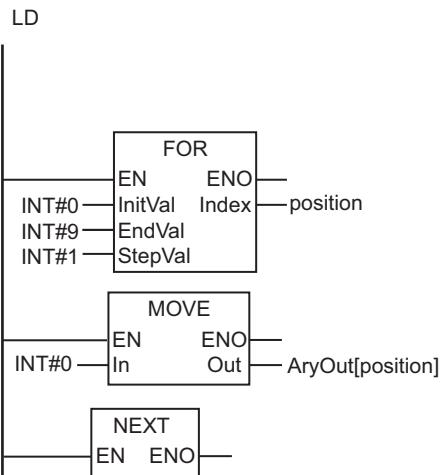 LD
FOR
EN ENO
INT#0 InitVal Index position
INT#9 EndVal
INT#1 StepVal
MOVE
EN ENO
INT#0 In Out AryOut[position]
NEXT
EN ENO